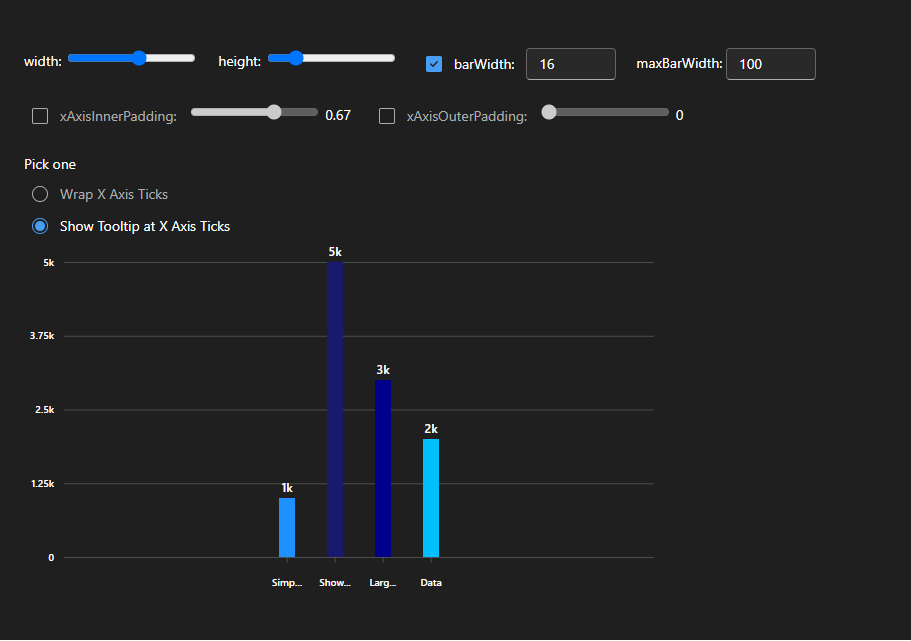 width: height: barWidth: 16 maxBarWidth: 100
xAxisInnerPadding: 0.67 xAxisOuterPadding: 0
Pick one
Wrap X Axis Ticks
Show Tooltip at X Axis Ticks
5k
5k
3.75k
3k
2.5k
2k
1.25k
1k
0
Simp... Show... Larg... Data